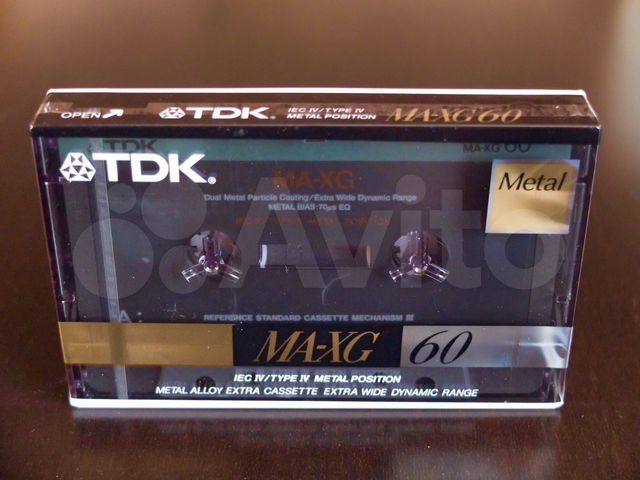 OPEN
TDK.
IEC IV/TYPE IV
METAL POSITION
MA-XG 60
TDK.
MA-XG 60
Metal
MA-XG
Dual Metal Particle Coating/Extra Wide Dynamic Range
METAL BIAS:70μs EQ
Avito
A
REFERENCE STANDARD CASSETTE MECHANISM III
MA-XG 60
IEC IV/TYPE IV METAL POSITION
METAL ALLOY EXTRA CASSETTE EXTRA WIDE DYNAMIC RANGE